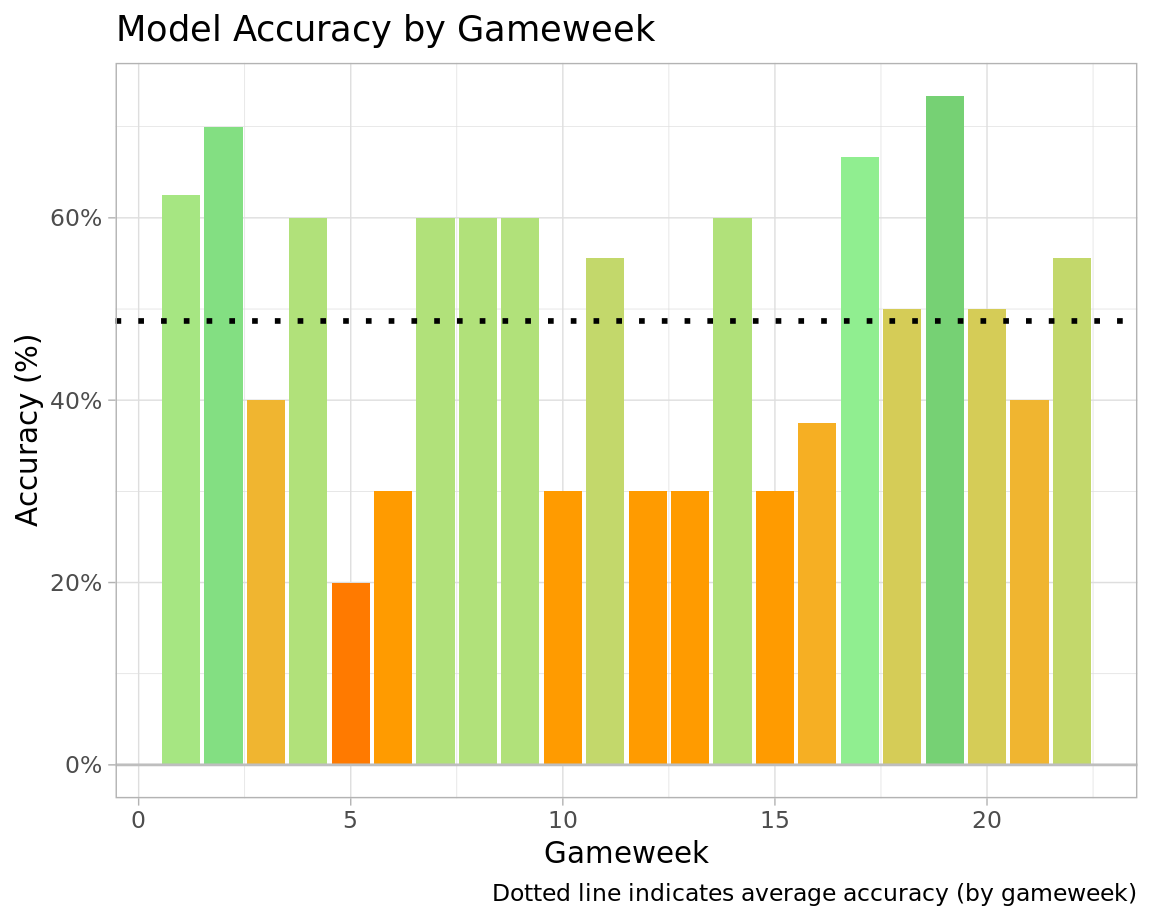 Model Accuracy by Gameweek
Accuracy (%)
60%
40%
20%
0%
0 5 10 15 20
Gameweek
Dotted line indicates average accuracy (by gameweek)